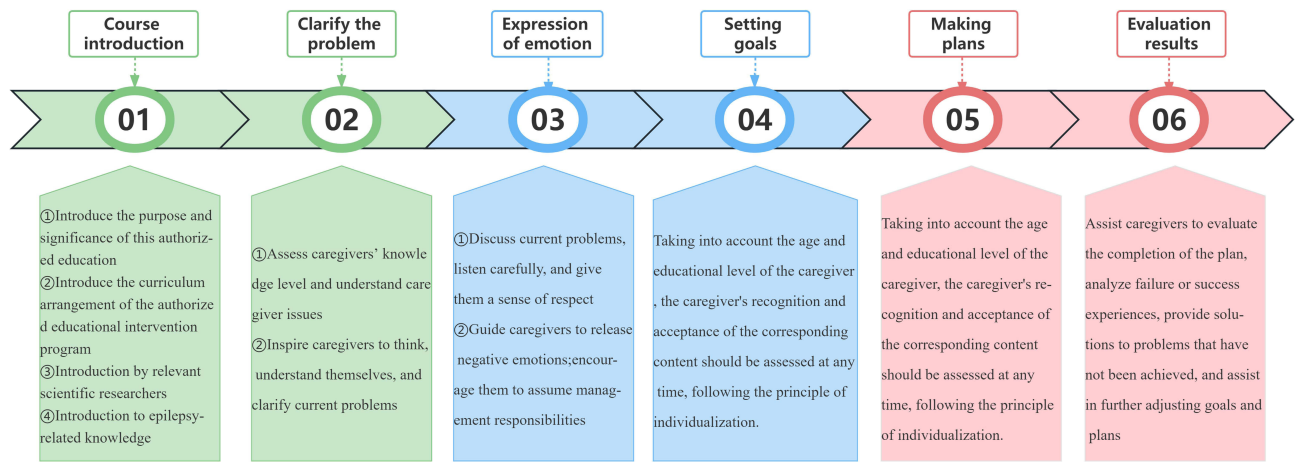 Course
introduction
Clarify the
problem
Expression
of emotion
Setting
goals
Making
plans
Evaluation
results
01
02
03
04
05
06
①Introduce the purpose and
significance of this authoriz-
ed education
②Introduce the curriculum
arrangement of the authorize
d educational intervention
program
③Introduction by relevant
scientific researchers
④Introduction to epilepsy-
related knowledge
①Assess caregivers’ knowle
dge level and understand care
giver issues
②Inspire caregivers to think,
understand themselves, and
clarify current problems
①Discuss current problems,
listen carefully, and give
them a sense of respect
②Guide caregivers to release
negative emotions;encour-
age them to assume manag-
ement responsibilities
Taking into account the age and
educational level of the caregiver
, the caregiver's recognition and
acceptance of the corresponding
content should be assessed at any
time, following the principle of
individualization.
Taking into account the age
and educational level of the
caregiver, the caregiver's re-
cognition and acceptance of
the corresponding content
should be assessed at any
time, following the principle
of individualization.
Assist caregivers to evaluate
the completion of the plan,
analyze failure or success
experiences, provide solu-
tions to problems that have
not been achieved, and assist
in further adjusting goals and
plans